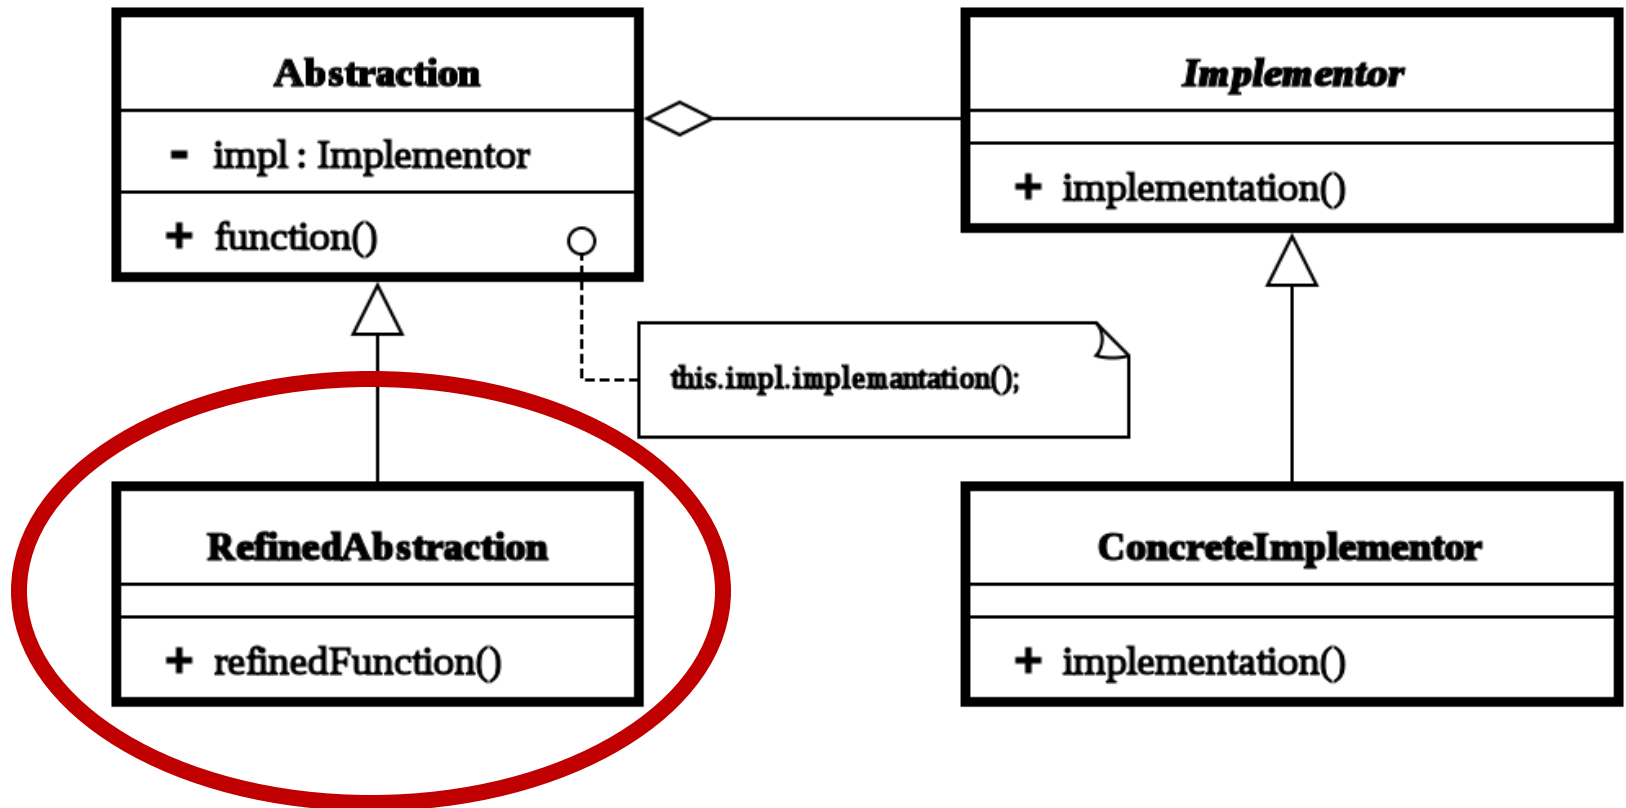 Abstraction
- impl : Implementor
+ function()
Implementor
+ implementation()
this.impl.implemantation();
RefinedAbstraction
+ refinedFunction()
ConcreteImplementor
+ implementation()